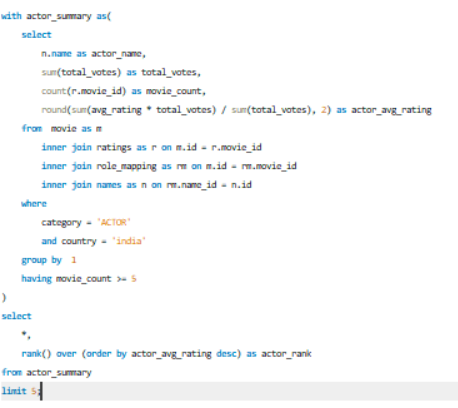 with actor_summary as(
select
n.name as actor_name,
sum(total_votes) as total_votes,
count(r.movie_id) as movie_count,
round(sum(avg_rating * total_votes) / sum(total_votes), 2) as actor_avg_rating
from movie as m
inner join ratings as r on m.id = r.movie_id
inner join role_mapping as rm on m.id = rm.movie_id
inner join names as n on rm.name_id = n.id
where
category = 'ACTOR'
and country = 'india'
group by 1
having movie_count >= 5
)
select
*,
rank() over (order by actor_avg_rating desc) as actor_rank
from actor_summary
limit 5;